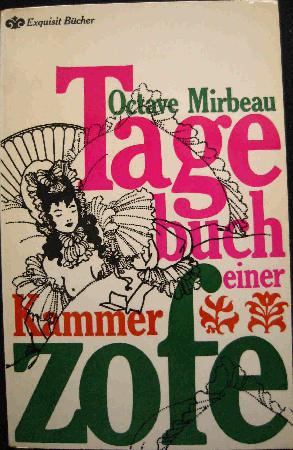 Exquisit Bücher
Octave Mirbeau
Tage
buch
einer
Kammer
zofe